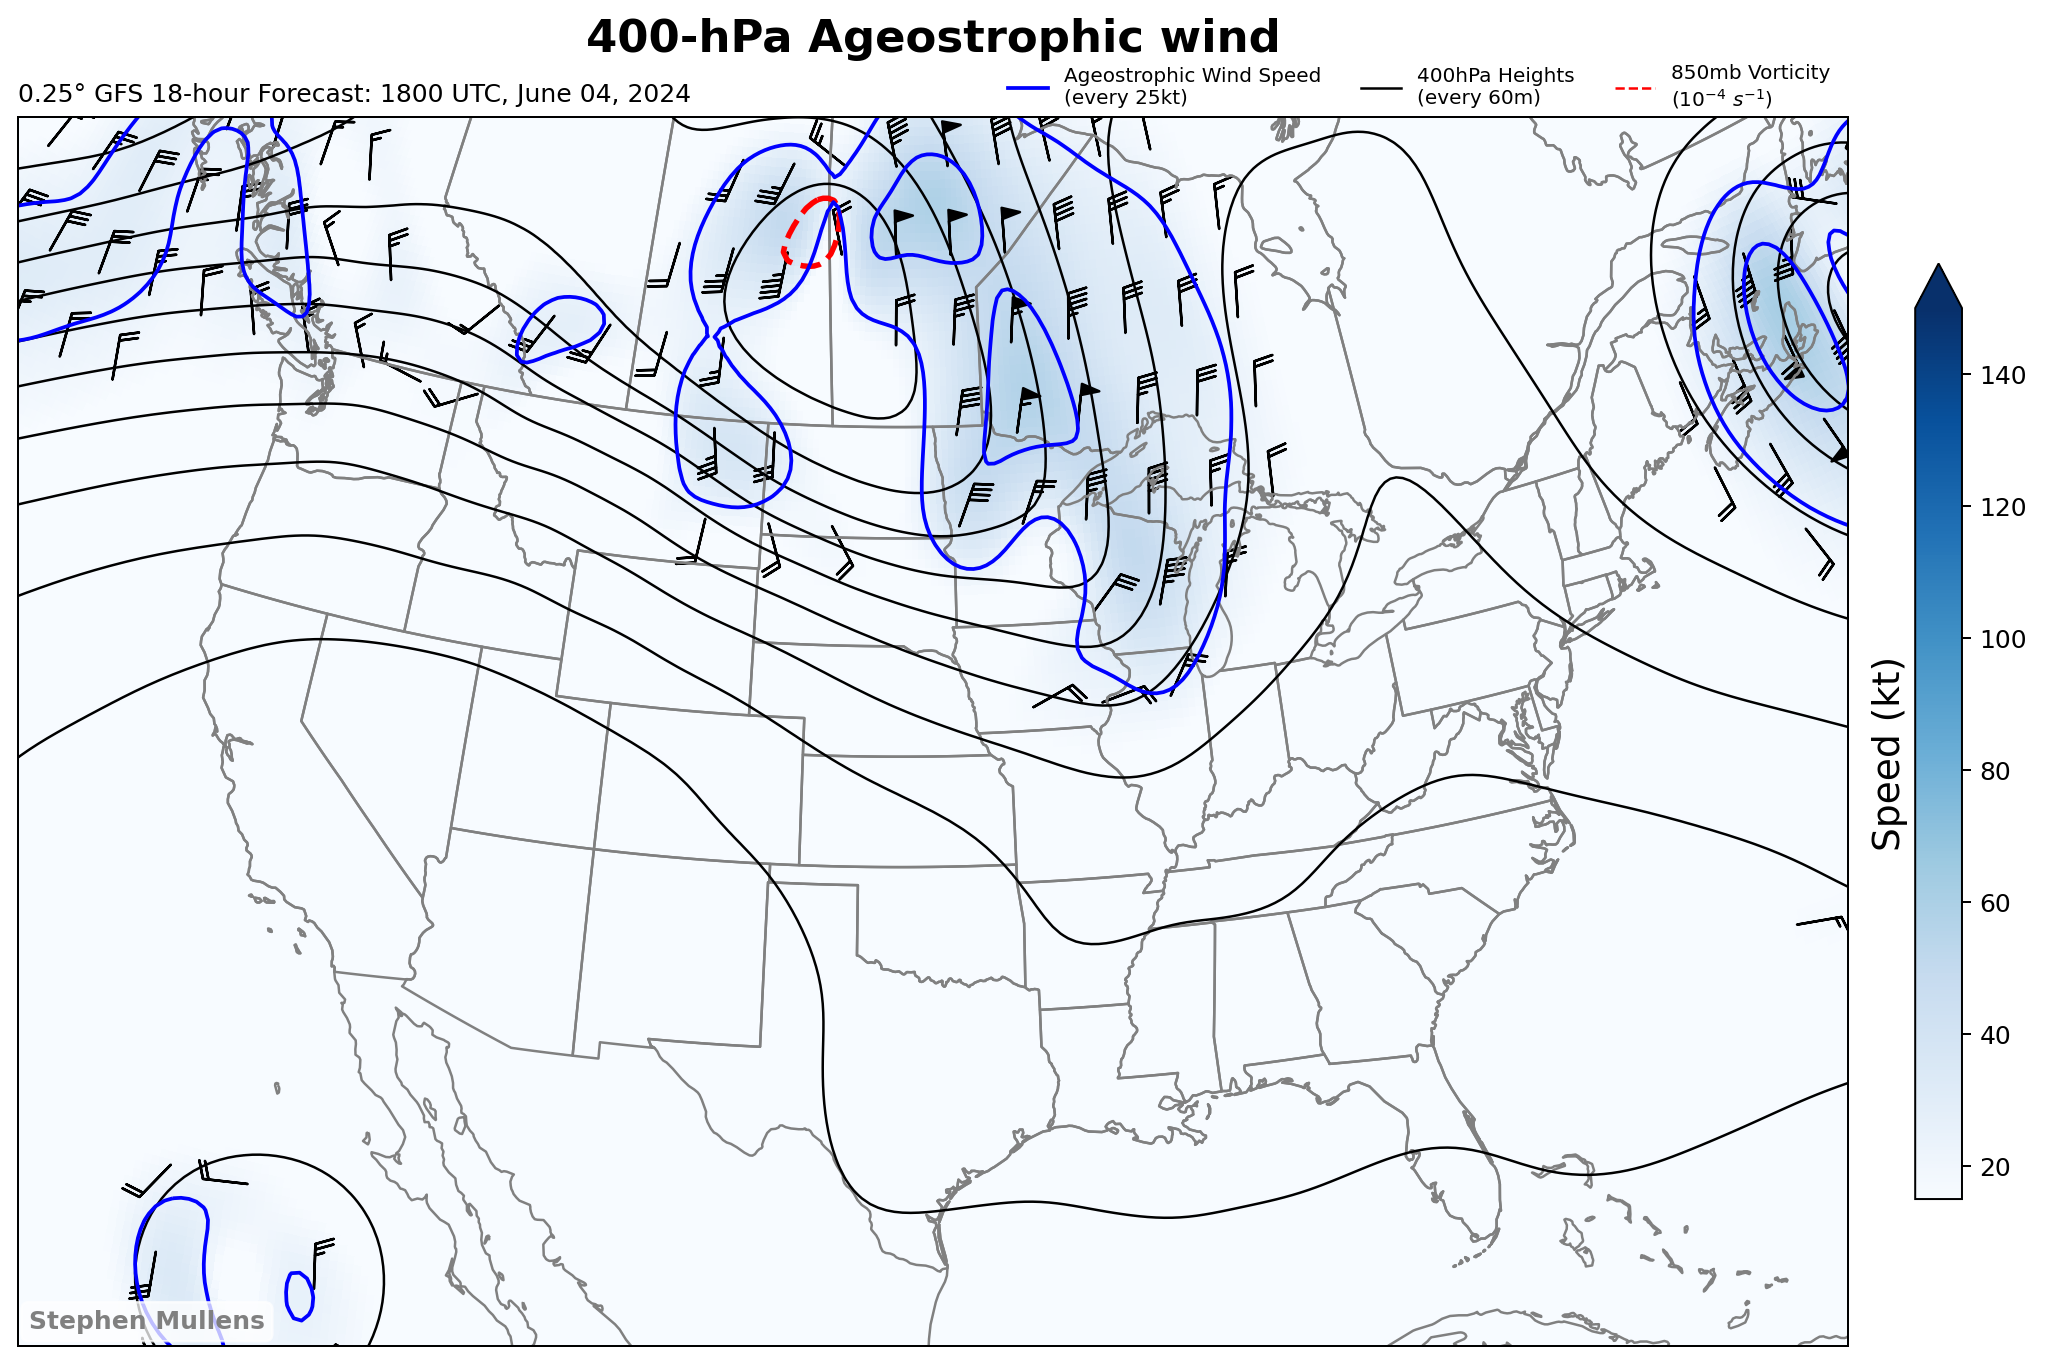 400-hPa Ageostrophic wind
0.25° GFS 18-hour Forecast: 1800 UTC, June 04, 2024
Ageostrophic Wind Speed
(every 25kt)
400hPa Heights
(every 60m)
850mb Vorticity
(10⁻⁴ s⁻¹)
140
120
100
80
60
40
20
Speed (kt)
Stephen Mullens